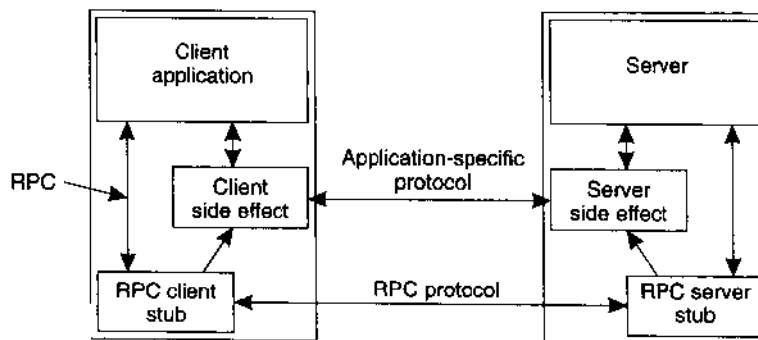 Client
application
Server
Application-specific
protocol
RPC
Client
side effect
Server
side effect
RPC client
stub
RPC protocol
RPC server
stub